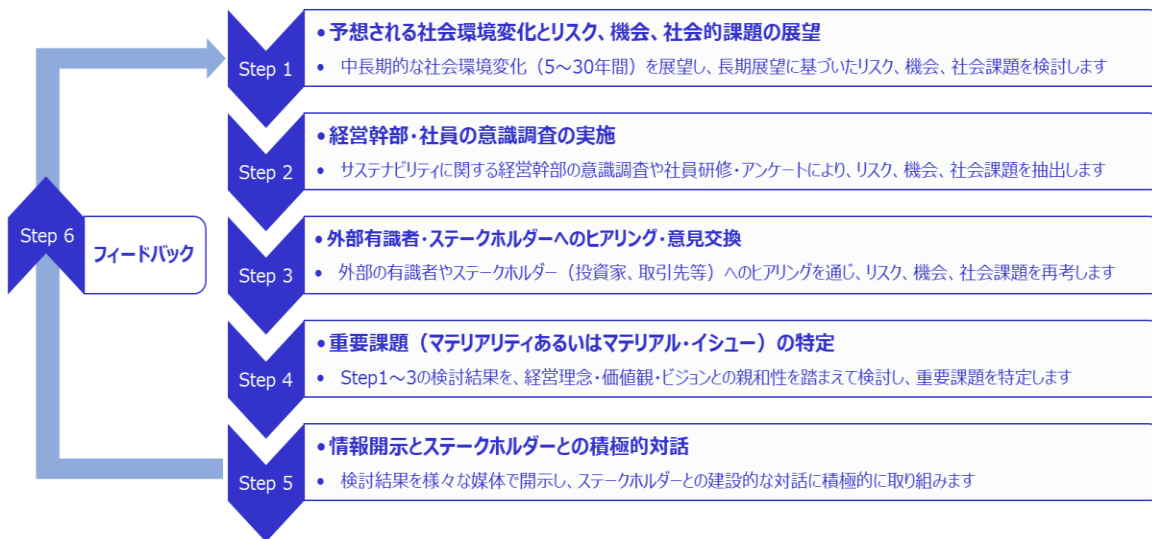 Step 1
•予想される社会環境変化とリスク、機会、社会的課題の展望
• 中長期的な社会環境変化（5～30年間）を展望し、長期展望に基づいたリスク、機会、社会課題を検討します
Step 2
•経営幹部・社員の意識調査の実施
• サステナビリティに関する経営幹部の意識調査や社員研修・アンケートにより、リスク、機会、社会課題を抽出します
Step 3
•外部有識者・ステークホルダーへのヒアリング・意見交換
• 外部の有識者やステークホルダー（投資家、取引先等）へのヒアリングを通じ、リスク、機会、社会課題を再考します
Step 4
•重要課題（マテリアリティあるいはマテリアル・イシュー）の特定
• Step1～3の検討結果を、経営理念・価値観・ビジョンとの親和性を踏まえて検討し、重要課題を特定します
Step 5
•情報開示とステークホルダーとの積極的対話
• 検討結果を様々な媒体で開示し、ステークホルダーとの建設的な対話に積極的に取り組みます
Step 6
フィードバック